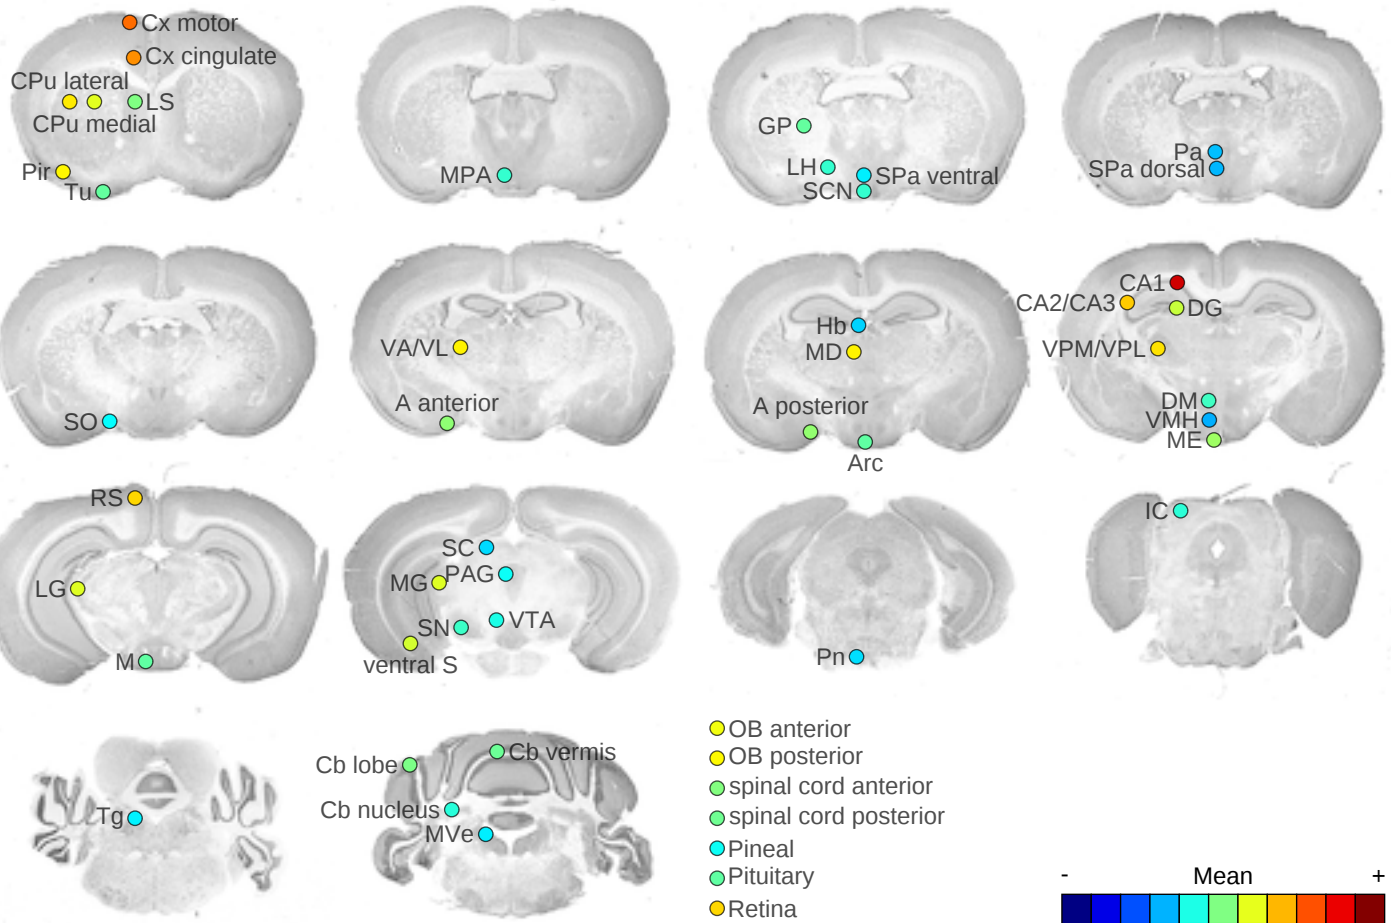 Cx motor
Cx cingulate
CPu lateral
LS
CPu medial
Pir
Tu
MPA
GP
LH
SPa ventral
SCN
Pa
SPa dorsal
SO
VA/VL
A anterior
Hb
MD
A posterior
Arc
CA1
CA2/CA3
DG
VPM/VPL
DM
VMH
ME
RS
LG
M
SC
MG
PAG
SN
VTA
ventral S
Pn
IC
Tg
Cb vermis
Cb lobe
Cb nucleus
MVe
OB anterior
OB posterior
spinal cord anterior
spinal cord posterior
Pineal
Pituitary
Retina
- Mean +